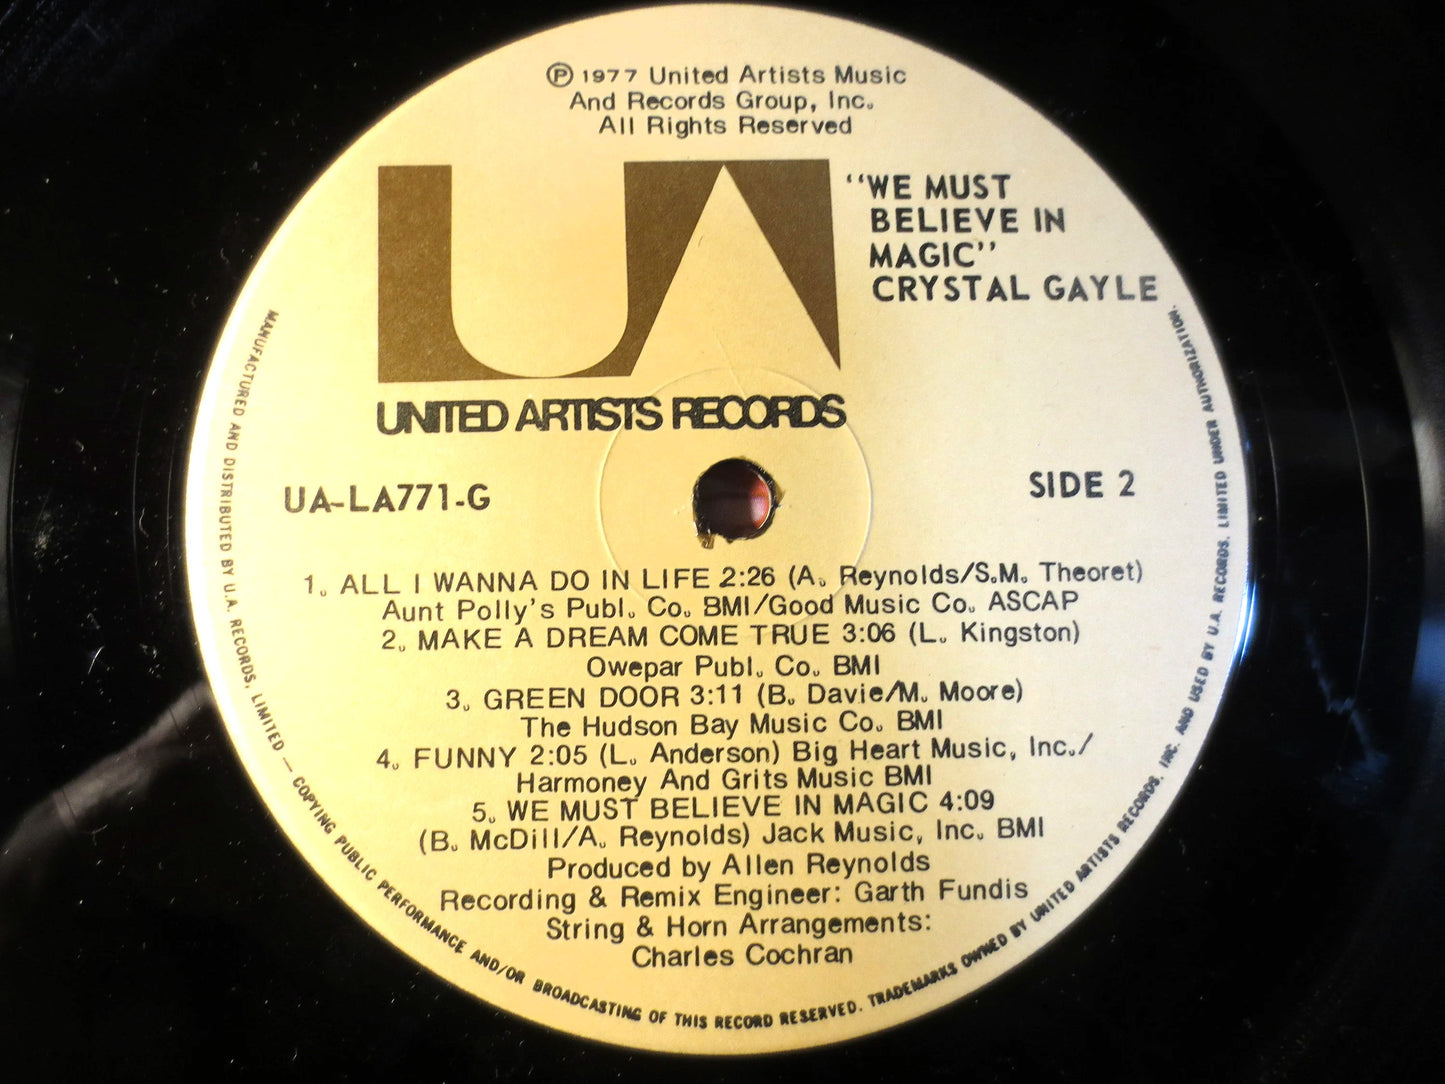 Ⓟ 1977 United Artists Music
And Records Group, Inc.
All Rights Reserved
UA
"WE MUST
BELIEVE IN
MAGIC"
CRYSTAL GAYLE
UNITED ARTISTS RECORDS
UA-LA771-G
SIDE 2
1. ALL I WANNA DO IN LIFE 2:26 (A. Reynolds/S.M. Theoret)
Aunt Polly's Publ. Co. BMI/Good Music Co. ASCAP
2. MAKE A DREAM COME TRUE 3:06 (L. Kingston)
Owepar Publ. Co. BMI
3. GREEN DOOR 3:11 (B. Davie/M. Moore)
The Hudson Bay Music Co. BMI
4. FUNNY 2:05 (L. Anderson) Big Heart Music, Inc./
Harmoney And Grits Music BMI
5. WE MUST BELIEVE IN MAGIC 4:09
(B. McDill/A. Reynolds) Jack Music, Inc. BMI
Produced by Allen Reynolds
Recording & Remix Engineer: Garth Fundis
String & Horn Arrangements:
Charles Cochran
MANUFACTURED AND DISTRIBUTED BY U.A. RECORDS, LIMITED — COPYING PUBLIC PERFORMANCE AND/OR BROADCASTING OF THIS RECORD RESERVED. TRADEMARKS OWNED BY UNITED ARTISTS RECORDS, INC. AND USED BY U.A. RECORDS, LIMITED UNDER AUTHORIZATION.